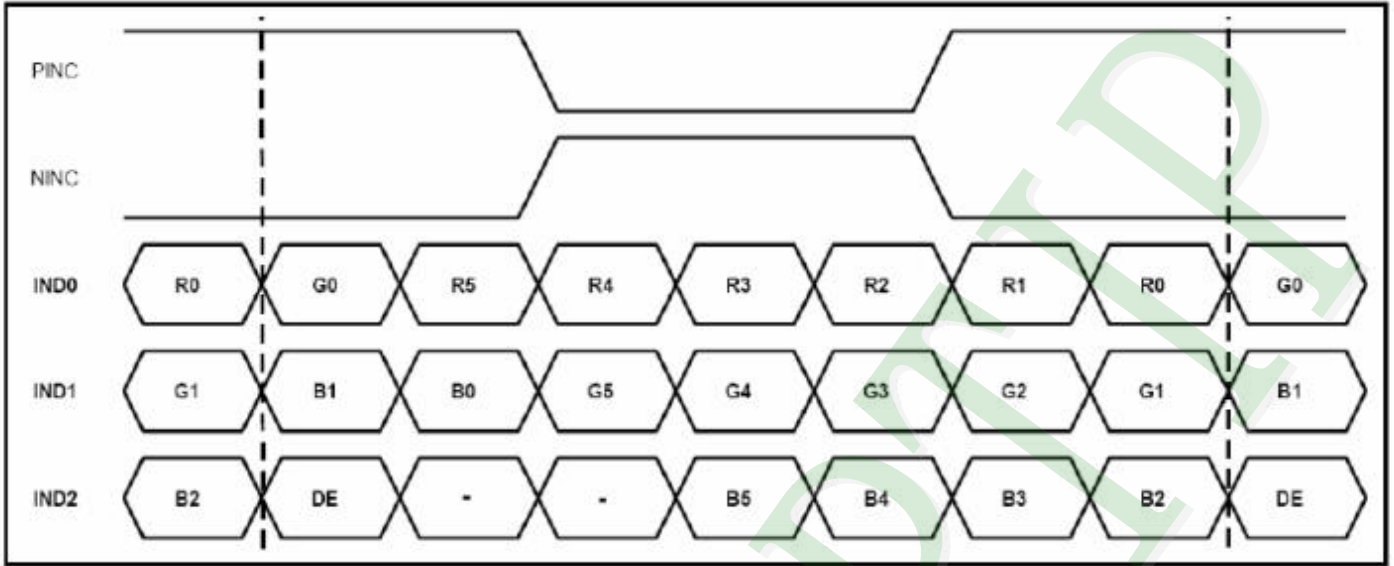 PINC
NINC
IND0 R0 G0 R5 R4 R3 R2 R1 R0 G0
IND1 G1 B1 B0 G5 G4 G3 G2 G1 B1
IND2 B2 DE - - B5 B4 B3 B2 DE
PTIP